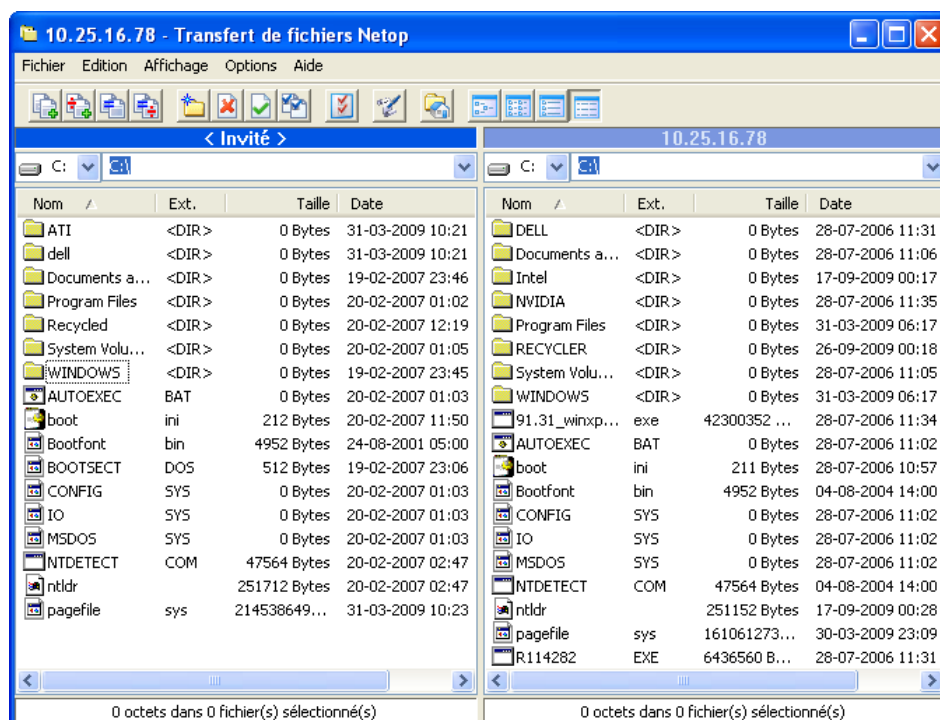 10.25.16.78 - Transfert de fichiers Netop
Fichier Edition Affichage Options Aide
< Invité > 10.25.16.78
C: C:\ C: C:\
Nom Ext. Taille Date Nom Ext. Taille Date
ATI <DIR> 0 Bytes 31-03-2009 10:21 DELL <DIR> 0 Bytes 28-07-2006 11:31
dell <DIR> 0 Bytes 31-03-2009 10:21 Documents a... <DIR> 0 Bytes 28-07-2006 11:06
Documents a... <DIR> 0 Bytes 19-02-2007 23:46 Intel <DIR> 0 Bytes 17-09-2009 00:17
Program Files <DIR> 0 Bytes 20-02-2007 01:02 NVIDIA <DIR> 0 Bytes 28-07-2006 11:35
Recycled <DIR> 0 Bytes 20-02-2007 12:19 Program Files <DIR> 0 Bytes 31-03-2009 06:17
System Volu... <DIR> 0 Bytes 20-02-2007 01:05 RECYCLER <DIR> 0 Bytes 26-09-2009 00:18
WINDOWS <DIR> 0 Bytes 19-02-2007 23:45 System Volu... <DIR> 0 Bytes 28-07-2006 11:05
AUTOEXEC BAT 0 Bytes 20-02-2007 01:03 WINDOWS <DIR> 0 Bytes 31-03-2009 06:17
boot ini 212 Bytes 20-02-2007 11:50 91.31_winxp... exe 42300352 ... 28-07-2006 11:34
Bootfont bin 4952 Bytes 24-08-2001 05:00 AUTOEXEC BAT 0 Bytes 28-07-2006 11:02
BOOTSECT DOS 512 Bytes 19-02-2007 23:06 boot ini 211 Bytes 28-07-2006 10:57
CONFIG SYS 0 Bytes 20-02-2007 01:03 Bootfont bin 4952 Bytes 04-08-2004 14:00
IO SYS 0 Bytes 20-02-2007 01:03 CONFIG SYS 0 Bytes 28-07-2006 11:02
MSDOS SYS 0 Bytes 20-02-2007 01:03 IO SYS 0 Bytes 28-07-2006 11:02
NTDETECT COM 47564 Bytes 20-02-2007 02:47 MSDOS SYS 0 Bytes 28-07-2006 11:02
ntldr 251712 Bytes 20-02-2007 02:47 NTDETECT COM 47564 Bytes 04-08-2004 14:00
pagefile sys 214538649... 31-03-2009 10:23 ntldr 251152 Bytes 17-09-2009 00:28
pagefile sys 161061273... 30-03-2009 23:09
R114282 EXE 6436560 B... 28-07-2006 11:31
0 octets dans 0 fichier(s) sélectionné(s) 0 octets dans 0 fichier(s) sélectionné(s)